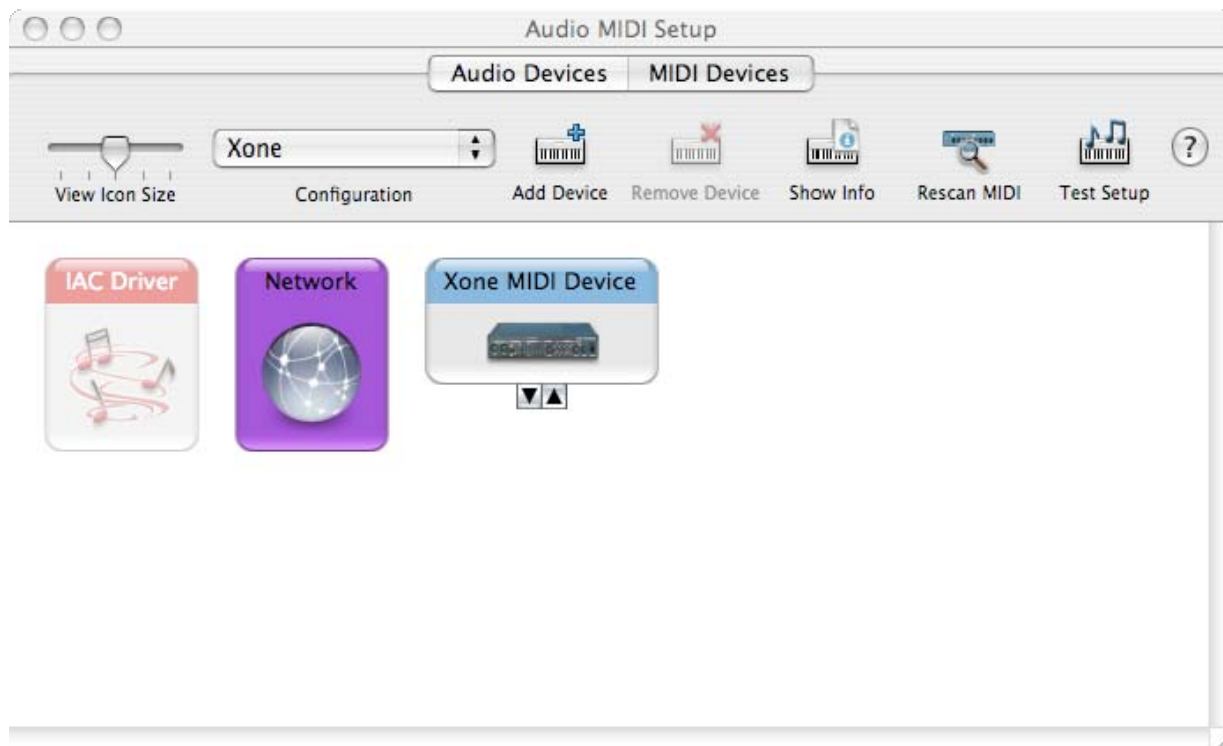 Audio MIDI Setup
Audio Devices MIDI Devices
Xone
?
View Icon Size Configuration Add Device Remove Device Show Info Rescan MIDI Test Setup
IAC Driver Network Xone MIDI Device